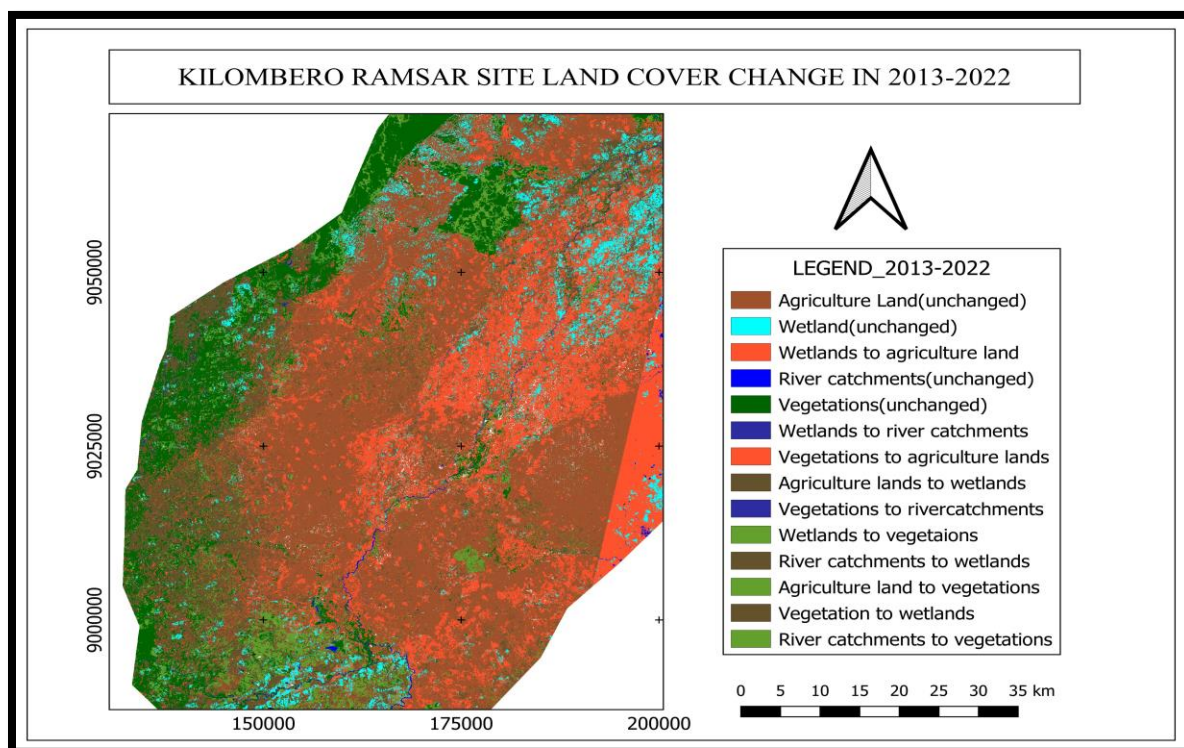 KILOMBERO RAMSAR SITE LAND COVER CHANGE IN 2013-2022
9050000
9025000
9000000
150000
175000
200000
LEGEND_2013-2022
Agriculture Land(unchanged)
Wetland(unchanged)
Wetlands to agriculture land
River catchments(unchanged)
Vegetations(unchanged)
Wetlands to river catchments
Vegetations to agriculture lands
Agriculture lands to wetlands
Vegetations to rivercatchments
Wetlands to vegetaions
River catchments to wetlands
Agriculture land to vegetations
Vegetation to wetlands
River catchments to vegetations
0 5 10 15 20 25 30 35 km